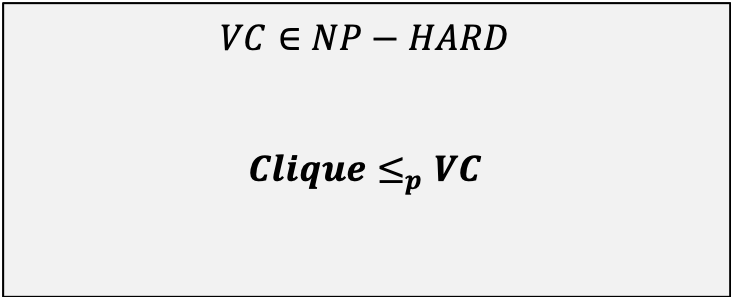 VC ∈ NP − HARD
Clique ≤ₚ VC